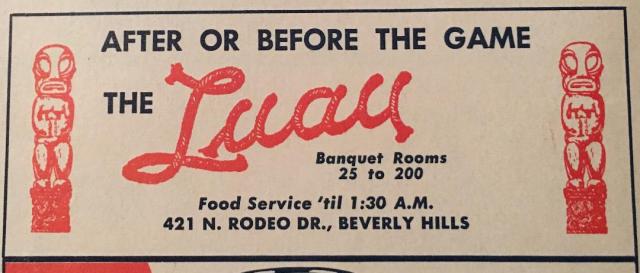 AFTER OR BEFORE THE GAME
THE Luau
Banquet Rooms
25 to 200
Food Service 'til 1:30 A.M.
421 N. RODEO DR., BEVERLY HILLS